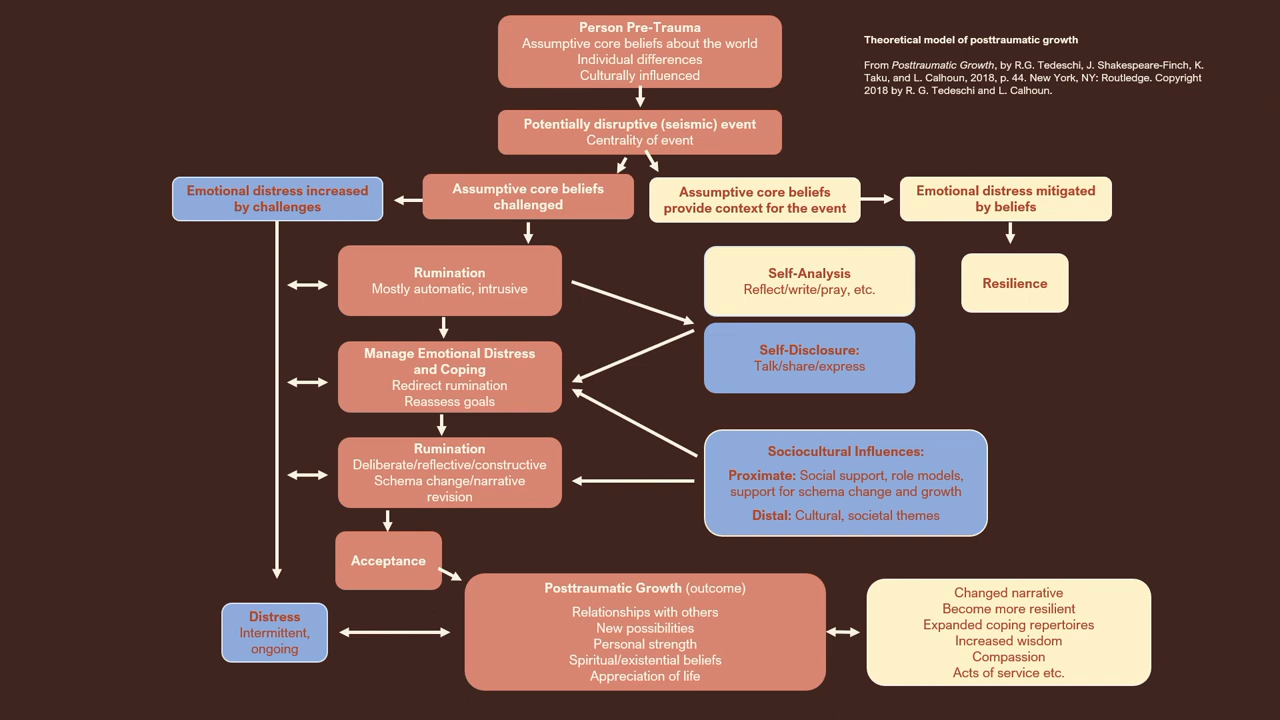 Person Pre-Trauma
Assumptive core beliefs about the world
Individual differences
Culturally influenced
Theoretical model of posttraumatic growth
From Posttraumatic Growth, by R.G. Tedeschi, J. Shakespeare-Finch, K.
Taku, and L. Calhoun, 2018, p. 44. New York, NY: Routledge. Copyright
2018 by R. G. Tedeschi and L. Calhoun.
Potentially disruptive (seismic) event
Centrality of event
Emotional distress increased
by challenges
Assumptive core beliefs
challenged
Assumptive core beliefs
provide context for the event
Emotional distress mitigated
by beliefs
Rumination
Mostly automatic, intrusive
Self-Analysis
Reflect/write/pray, etc.
Resilience
Self-Disclosure:
Talk/share/express
Manage Emotional Distress
and Coping
Redirect rumination
Reassess goals
Rumination
Deliberate/reflective/constructive
Schema change/narrative
revision
Sociocultural Influences:
Proximate: Social support, role models,
support for schema change and growth
Distal: Cultural, societal themes
Acceptance
Distress
Intermittent,
ongoing
Posttraumatic Growth (outcome)
Relationships with others
New possibilities
Personal strength
Spiritual/existential beliefs
Appreciation of life
Changed narrative
Become more resilient
Expanded coping repertoires
Increased wisdom
Compassion
Acts of service etc.